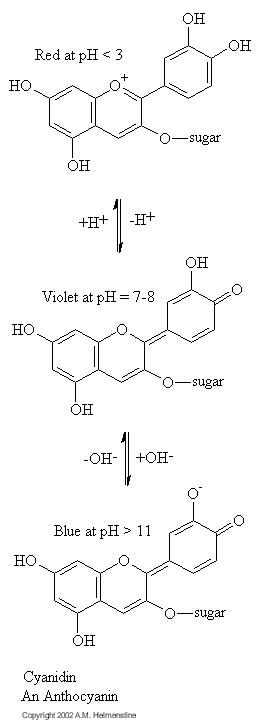 OH
OH
Red at pH < 3
HO
O
+
O—sugar
OH
+H+
-H+
OH
Violet at pH = 7-8
O
HO
O
O—sugar
OH
-OH-
+OH-
O-
O
Blue at pH > 11
HO
O
O—sugar
OH
Cyanidin
An Anthocyanin
Copyright 2002 A.M. Helmenstine